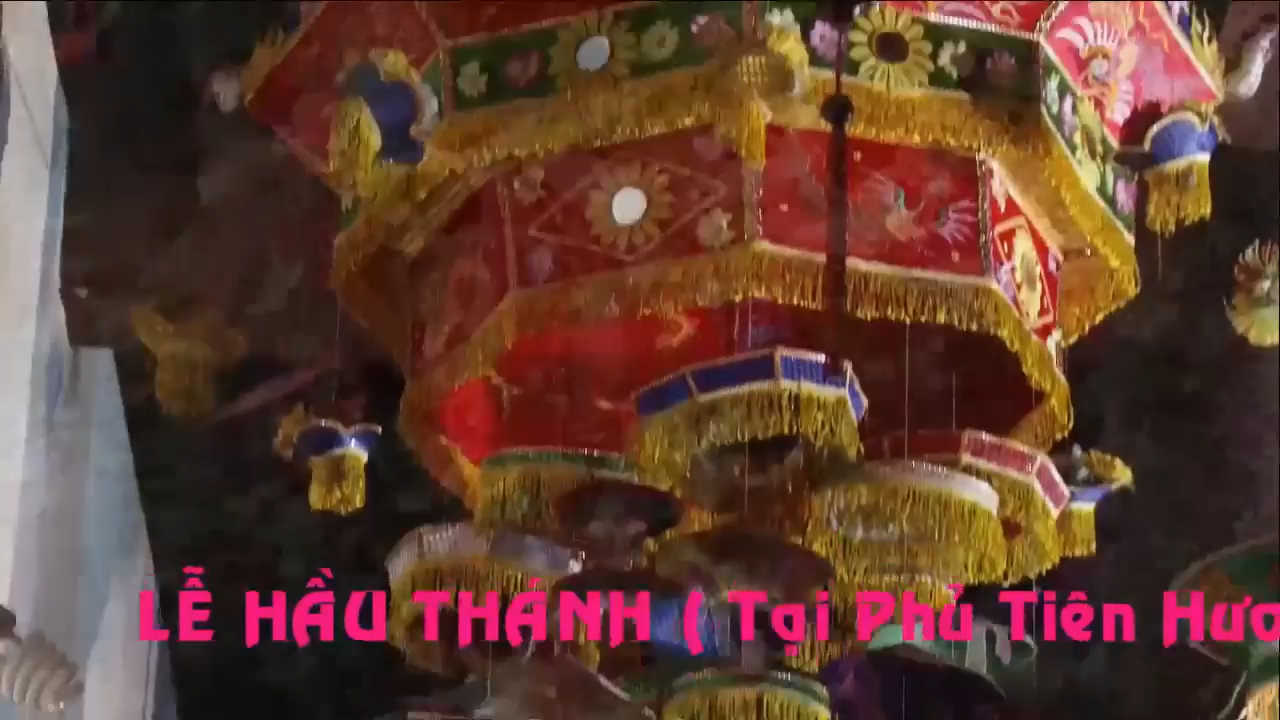 LỄ HẦU THÁNH ( Tại Phủ Tiên Hươ